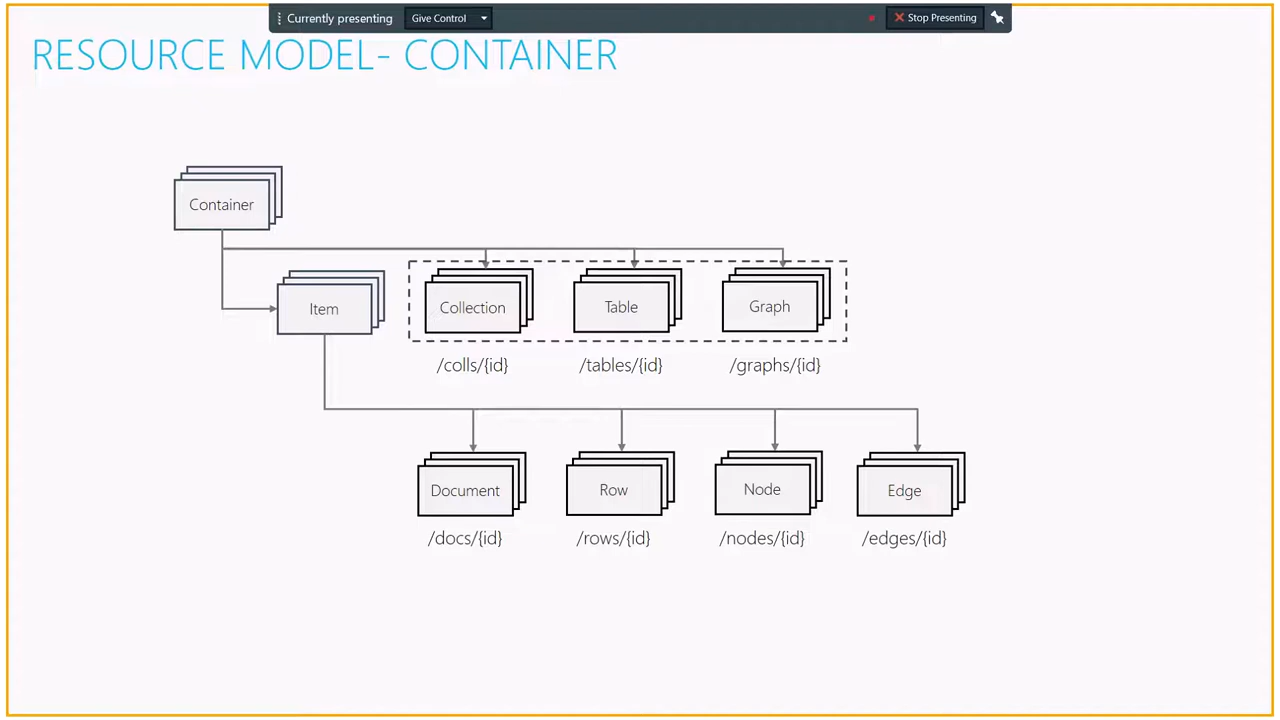 Currently presenting
Give Control
Stop Presenting
RESOURCE MODEL- CONTAINER
Container
Item
Collection
Table
Graph
/colls/{id}
/tables/{id}
/graphs/{id}
Document
Row
Node
Edge
/docs/{id}
/rows/{id}
/nodes/{id}
/edges/{id}